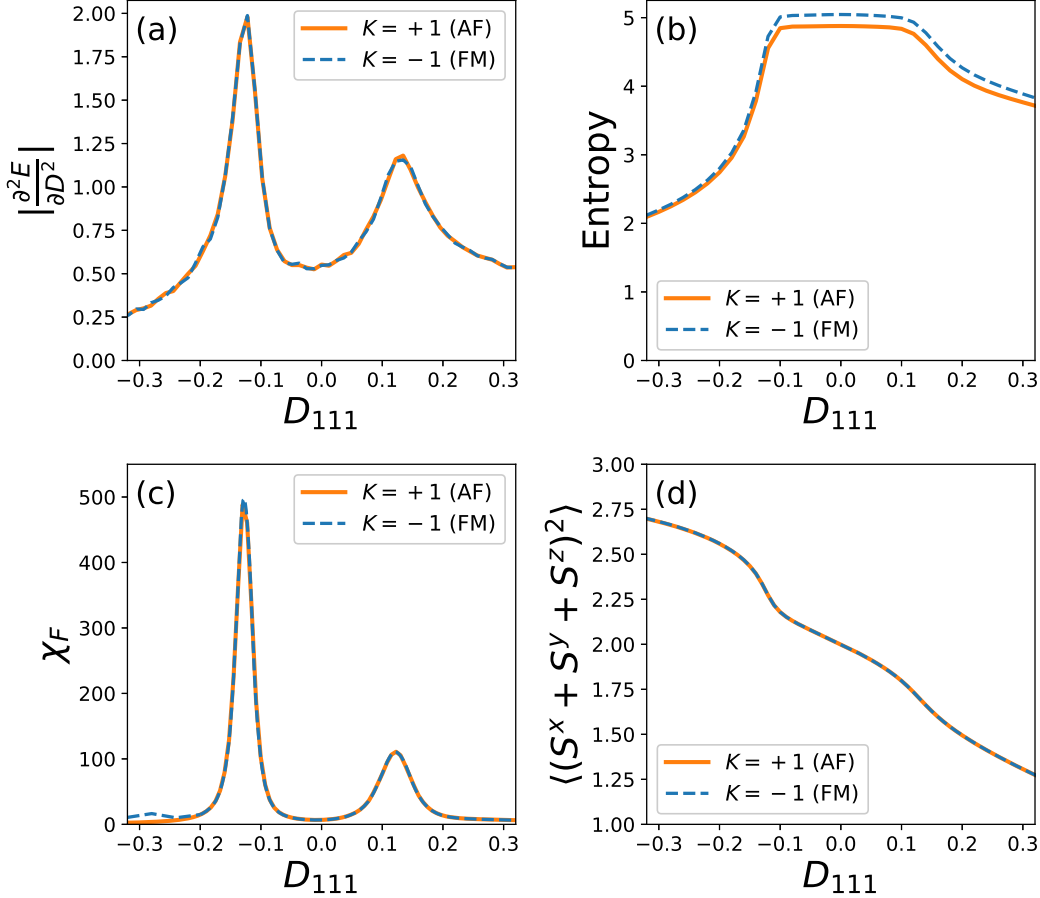 (a)
K = +1 (AF)
K = −1 (FM)
|∂²E/∂D²|
2.00
1.75
1.50
1.25
1.00
0.75
0.50
0.25
0.00
−0.3 −0.2 −0.1 0.0 0.1 0.2 0.3
D₁₁₁
(b)
Entropy
5
4
3
2
1
0
K = +1 (AF)
K = −1 (FM)
−0.3 −0.2 −0.1 0.0 0.1 0.2 0.3
D₁₁₁
(c)
K = +1 (AF)
K = −1 (FM)
χ_F
500
400
300
200
100
0
−0.3 −0.2 −0.1 0.0 0.1 0.2 0.3
D₁₁₁
(d)
⟨(Sˣ + Sʸ + Sᶻ)²⟩
3.00
2.75
2.50
2.25
2.00
1.75
1.50
1.25
1.00
K = +1 (AF)
K = −1 (FM)
−0.3 −0.2 −0.1 0.0 0.1 0.2 0.3
D₁₁₁